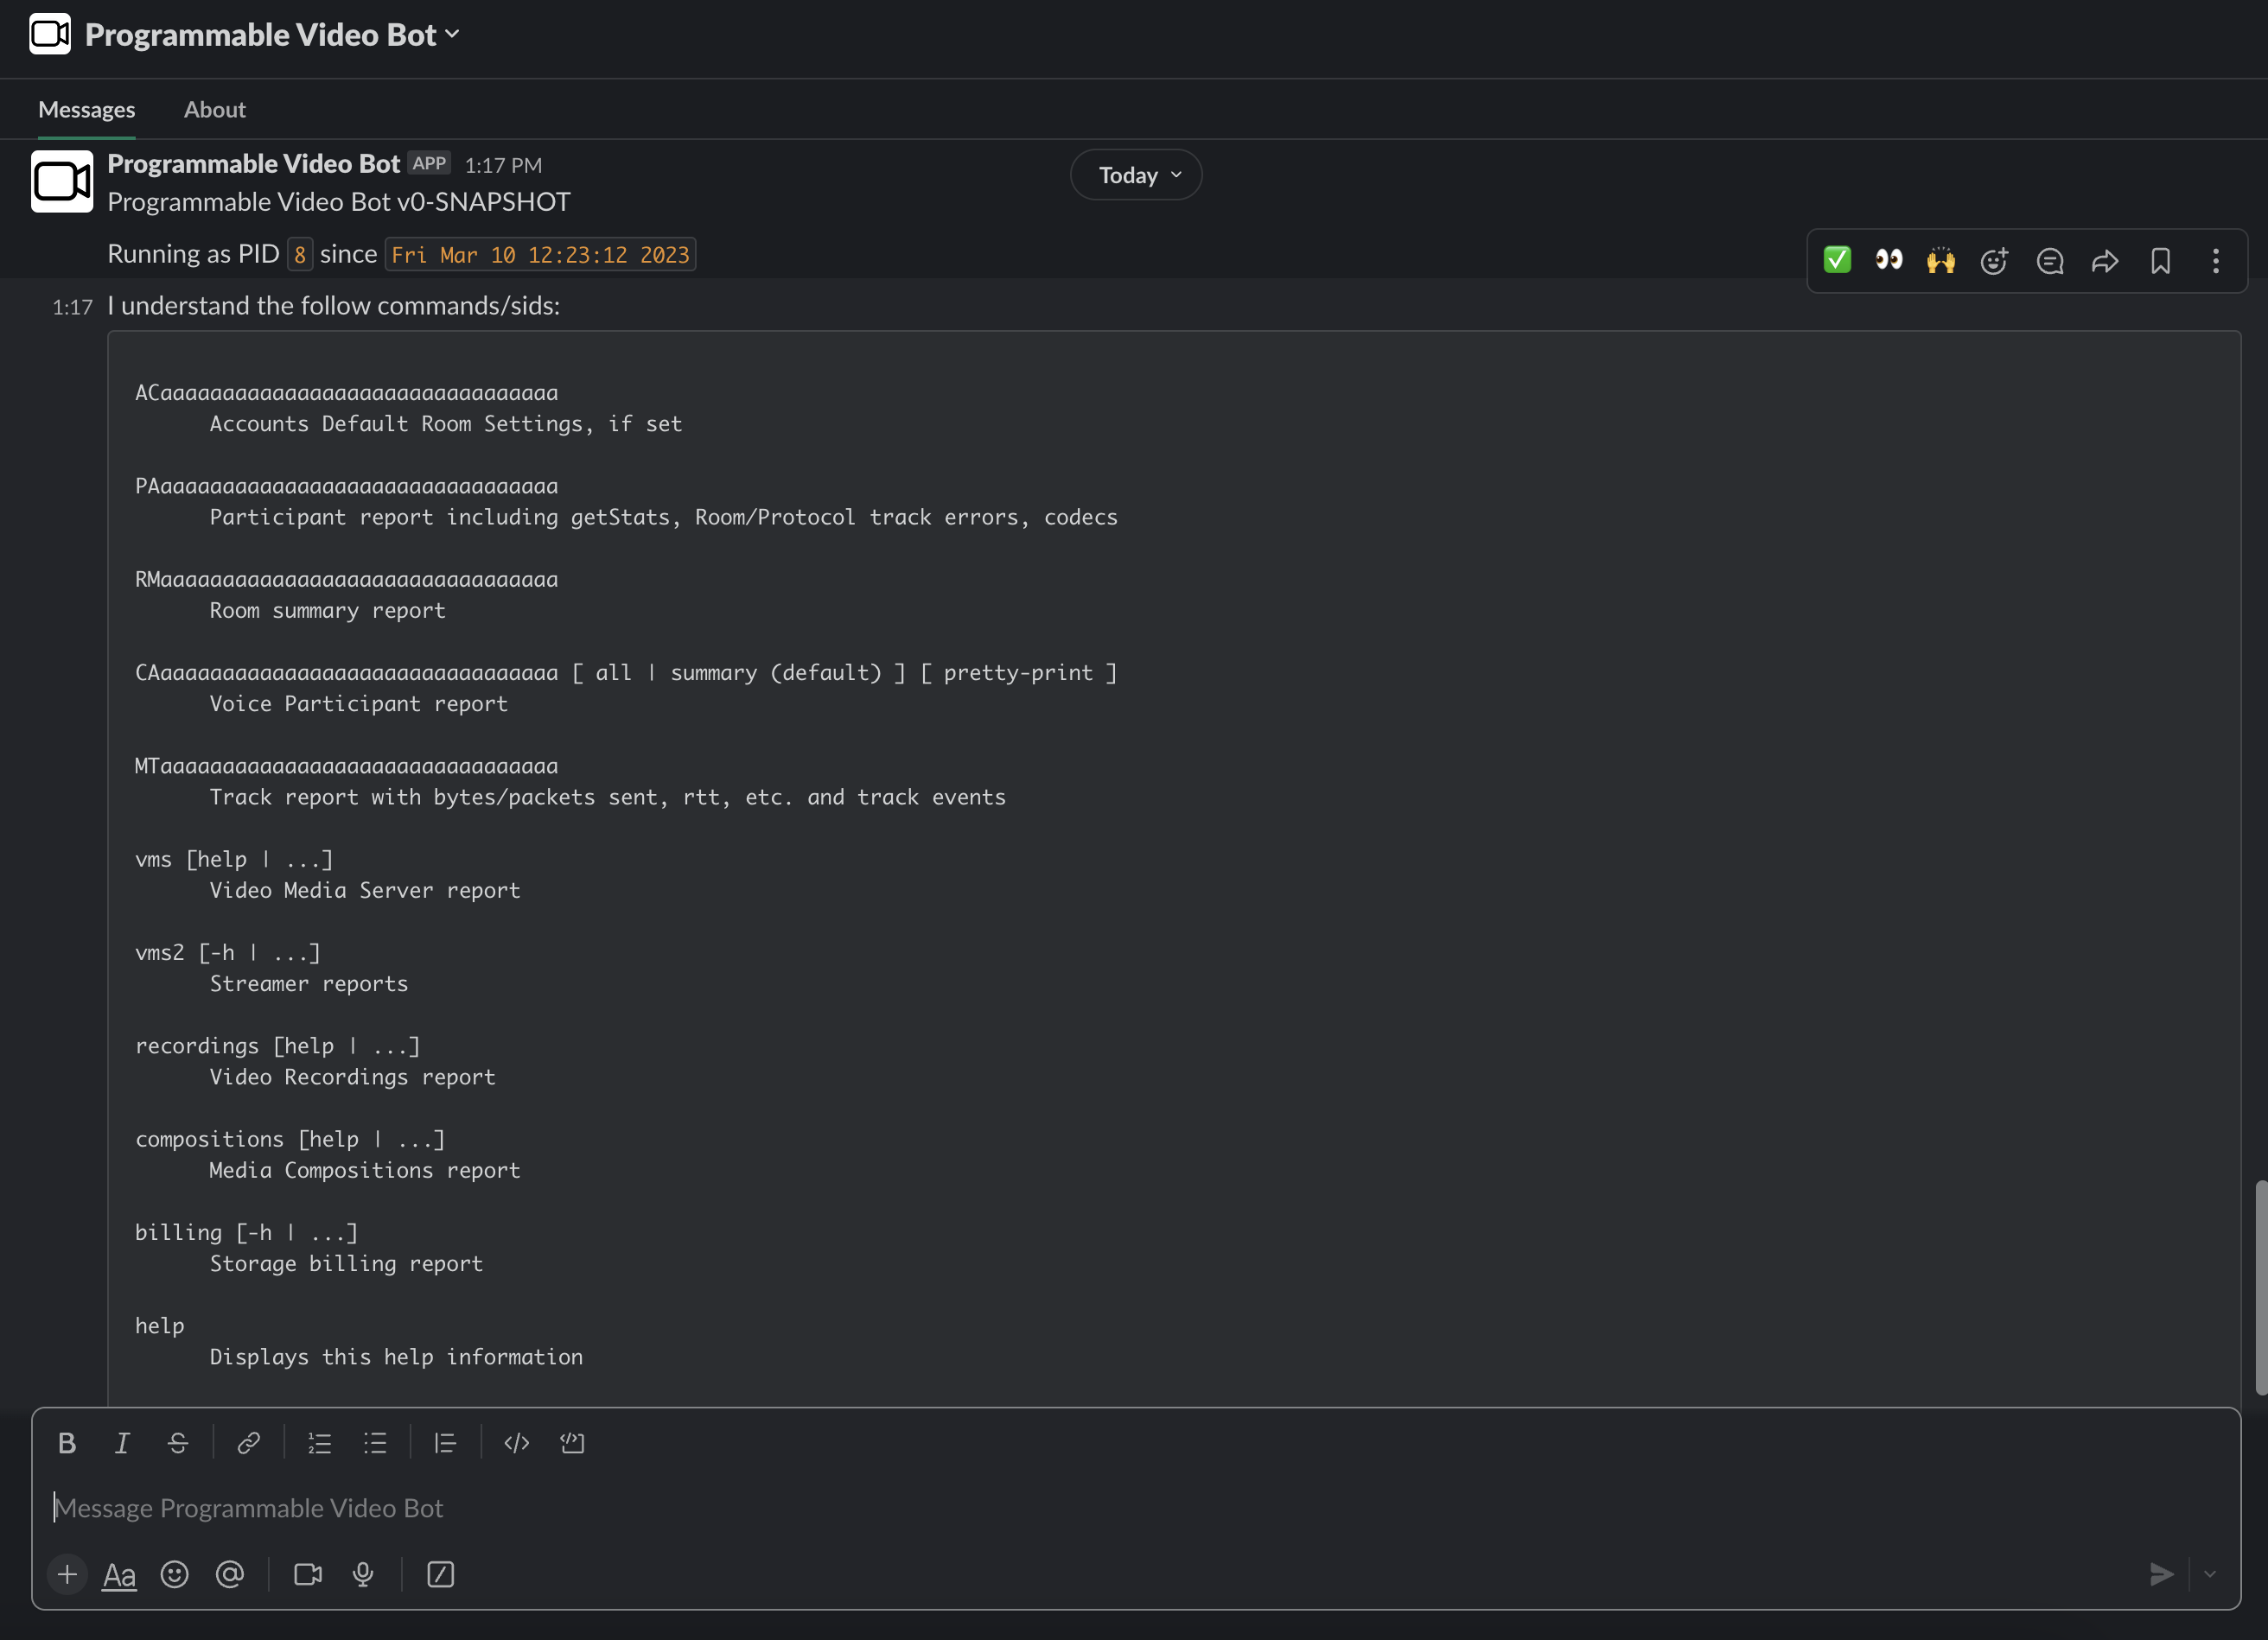 Programmable Video Bot
Messages About
Programmable Video Bot APP 1:17 PM
Today
Programmable Video Bot v0-SNAPSHOT
Running as PID 8 since Fri Mar 10 12:23:12 2023
1:17 I understand the follow commands/sids:
ACaaaaaaaaaaaaaaaaaaaaaaaaaaaaaaaa
Accounts Default Room Settings, if set
PAaaaaaaaaaaaaaaaaaaaaaaaaaaaaaaaa
Participant report including getStats, Room/Protocol track errors, codecs
RMaaaaaaaaaaaaaaaaaaaaaaaaaaaaaaaa
Room summary report
CAaaaaaaaaaaaaaaaaaaaaaaaaaaaaaaaa [ all | summary (default) ] [ pretty-print ]
Voice Participant report
MTaaaaaaaaaaaaaaaaaaaaaaaaaaaaaaaa
Track report with bytes/packets sent, rtt, etc. and track events
vms [help | ...]
Video Media Server report
vms2 [-h | ...]
Streamer reports
recordings [help | ...]
Video Recordings report
compositions [help | ...]
Media Compositions report
billing [-h | ...]
Storage billing report
help
Displays this help information
Message Programmable Video Bot
Aa